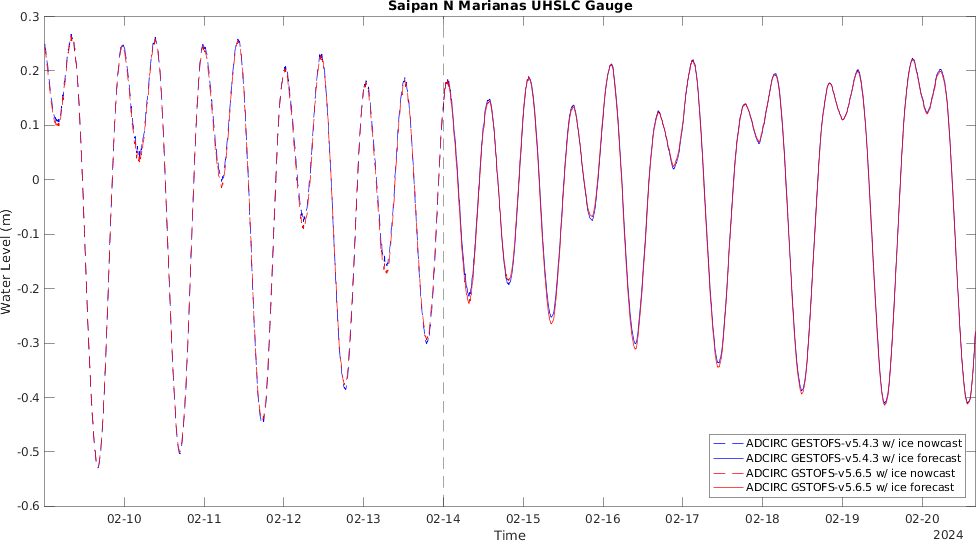 Saipan N Marianas UHSLC Gauge
0.3
0.2
0.1
0
-0.1
-0.2
-0.3
-0.4
-0.5
-0.6
Water Level (m)
ADCIRC GESTOFS-v5.4.3 w/ ice nowcast
ADCIRC GESTOFS-v5.4.3 w/ ice forecast
ADCIRC GSTOFS-v5.6.5 w/ ice nowcast
ADCIRC GSTOFS-v5.6.5 w/ ice forecast
02-10 02-11 02-12 02-13 02-14 02-15 02-16 02-17 02-18 02-19 02-20
Time
2024